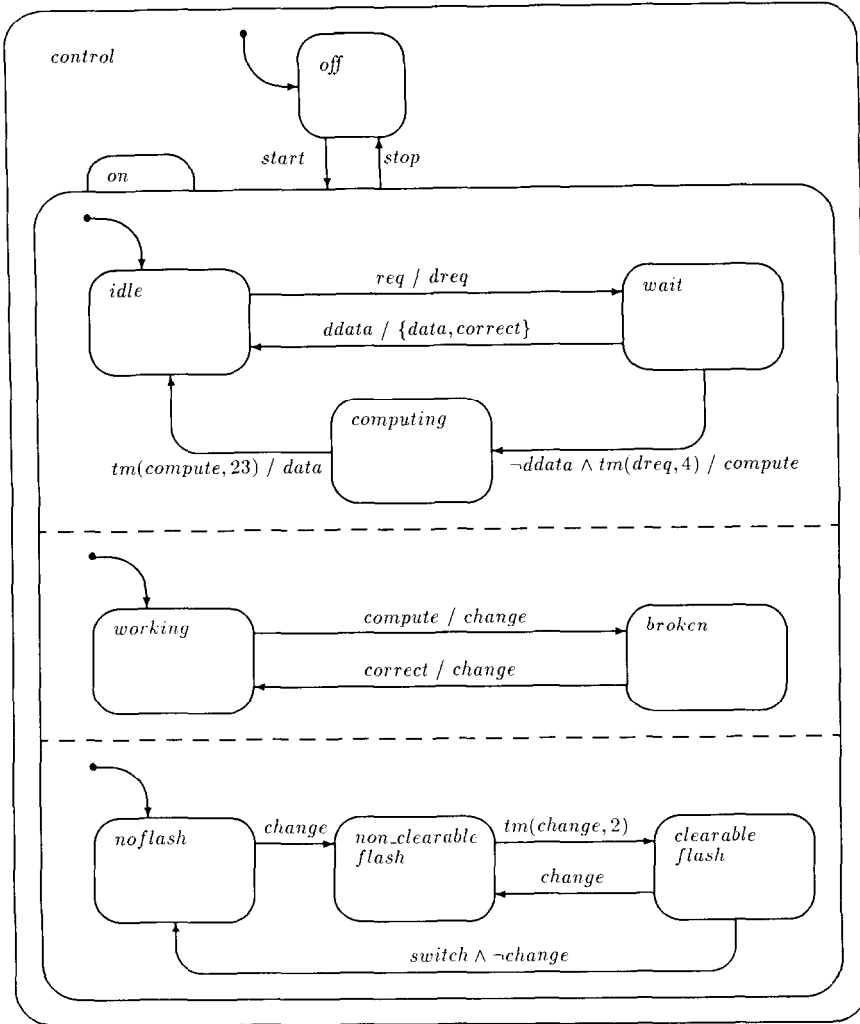 control
off
start
stop
on
idle
req / dreq
wait
ddata / {data,correct}
computing
tm(compute, 23) / data
¬ddata ∧ tm(dreq, 4) / compute
working
compute / change
broken
correct / change
noflash
change
non_clearable
flash
tm(change, 2)
clearable
flash
change
switch ∧ ¬change